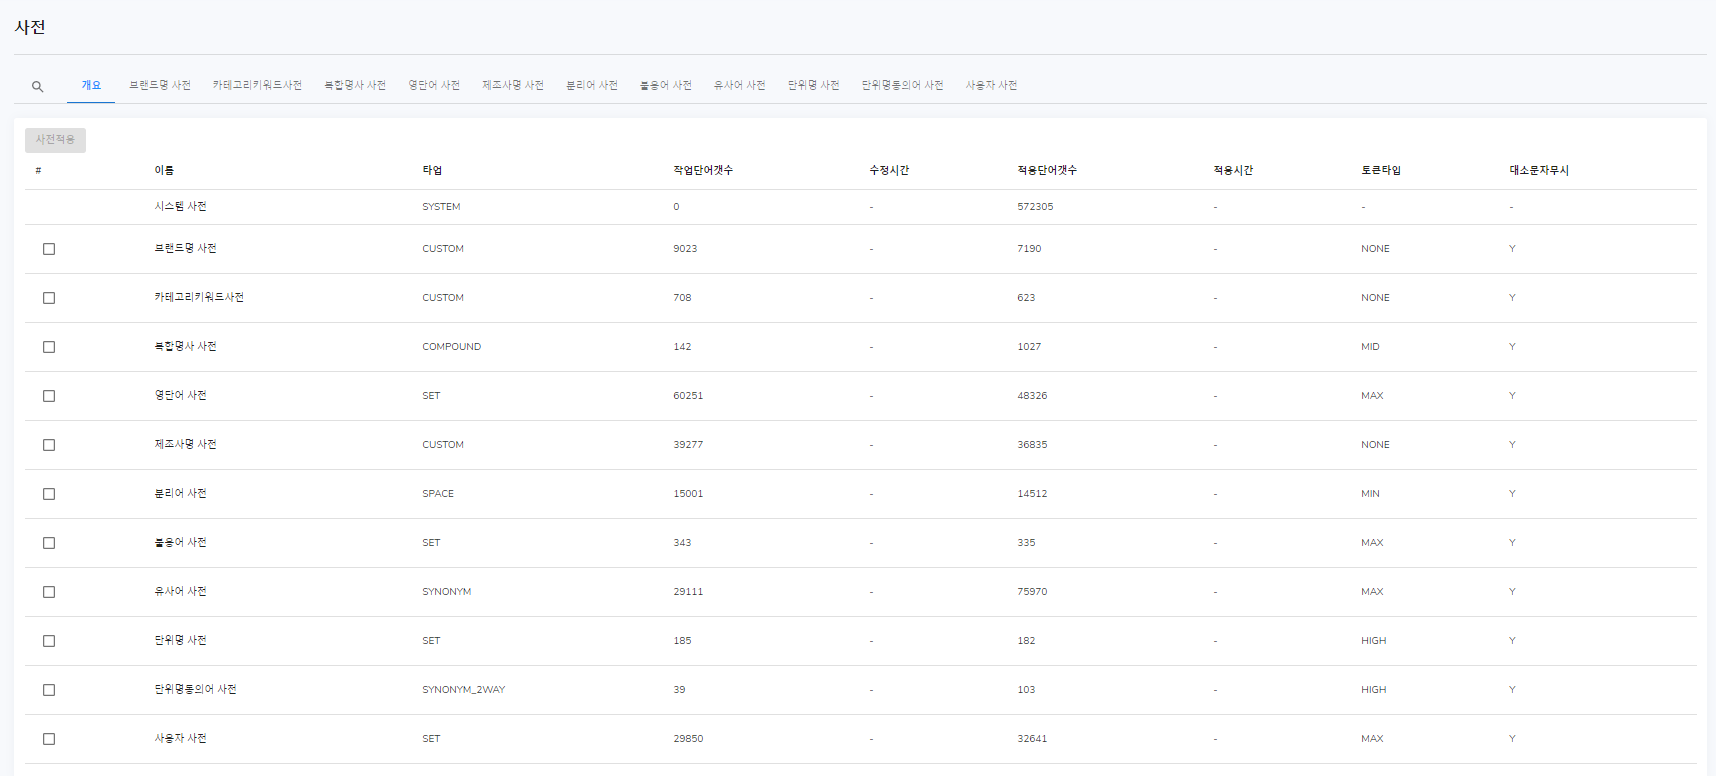 사전
개요 브랜드명 사전 카테고리키워드사전 복합명사 사전 영단어 사전 제조사명 사전 분리어 사전 불용어 사전 유사어 사전 단위명 사전 단위명동의어 사전 사용자 사전
사전적용
# 이름 타업 작업단어갯수 수정시간 적용단어갯수 적용시간 토큰타입 대소문자무시
시스템 사전 SYSTEM 0 - 572305 - - -
브랜드명 사전 CUSTOM 9023 - 7190 - NONE Y
카테고리키워드사전 CUSTOM 708 - 623 - NONE Y
복합명사 사전 COMPOUND 142 - 1027 - MID Y
영단어 사전 SET 60251 - 48326 - MAX Y
제조사명 사전 CUSTOM 39277 - 36835 - NONE Y
분리어 사전 SPACE 15001 - 14512 - MIN Y
불용어 사전 SET 343 - 335 - MAX Y
유사어 사전 SYNONYM 29111 - 75970 - MAX Y
단위명 사전 SET 185 - 182 - HIGH Y
단위명동의어 사전 SYNONYM_2WAY 39 - 103 - HIGH Y
사용자 사전 SET 29850 - 32641 - MAX Y